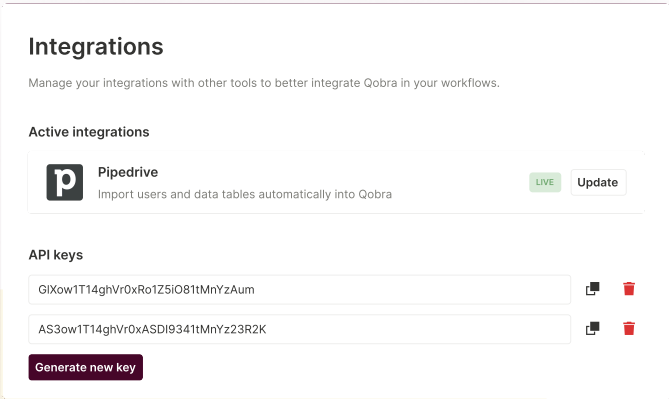 Integrations
Manage your integrations with other tools to better integrate Qobra in your workflows.
Active integrations
p
Pipedrive
Import users and data tables automatically into Qobra
LIVE
Update
API keys
GlXow1T14ghVr0xRo1Z5iO81tMnYzAum
AS3ow1T14ghVr0xASDI9341tMnYz23R2K
Generate new key